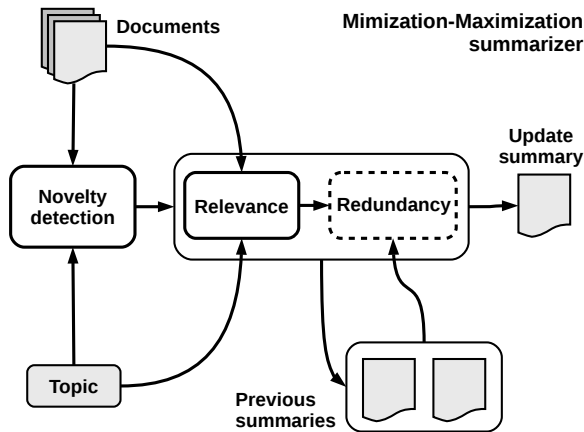 Documents
Mimization-Maximization
summarizer
Update
summary
Novelty
detection
Relevance
Redundancy
Topic
Previous
summaries